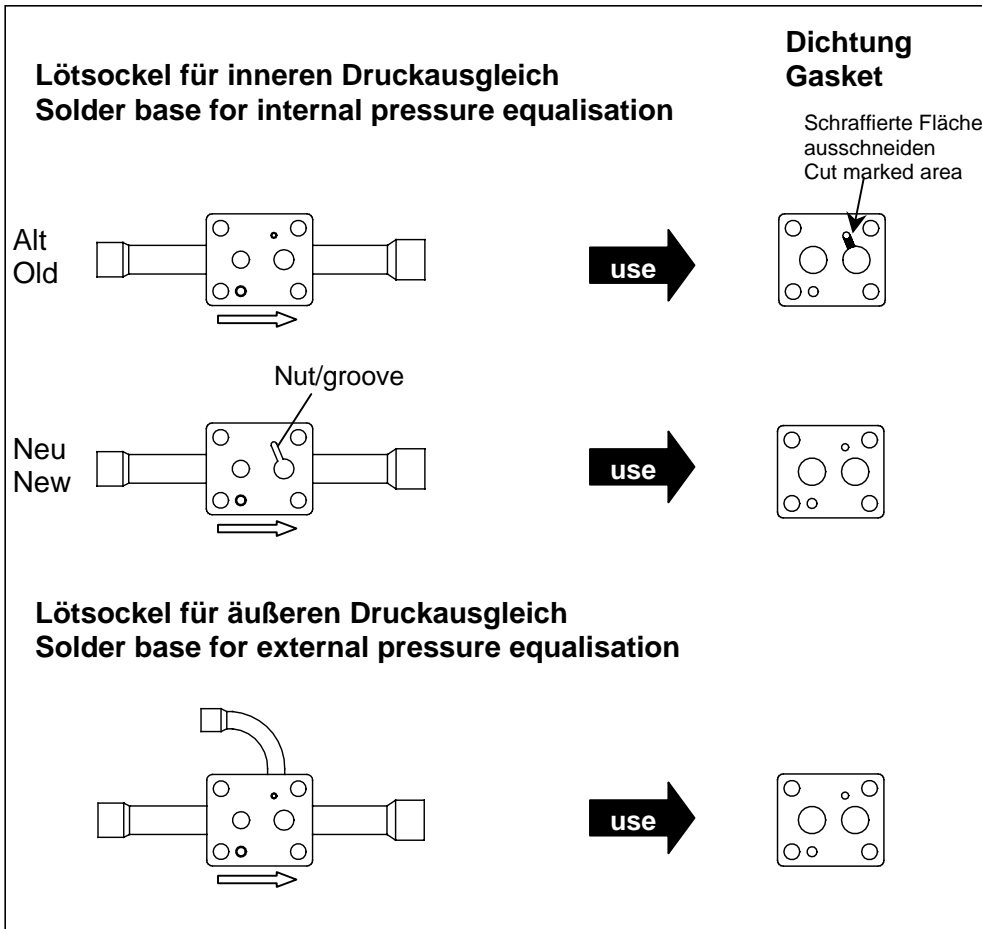 Lötsockel für inneren Druckausgleich
Solder base for internal pressure equalisation
Dichtung
Gasket
Schraffierte Fläche
ausschneiden
Cut marked area
Alt
Old
use
Nut/groove
Neu
New
use
Lötsockel für äußeren Druckausgleich
Solder base for external pressure equalisation
use